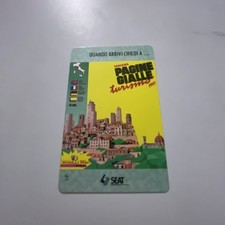 QUANDO ARRIVI CHIEDI A ...
PAGINE
GIALLE
turismo
SEAT